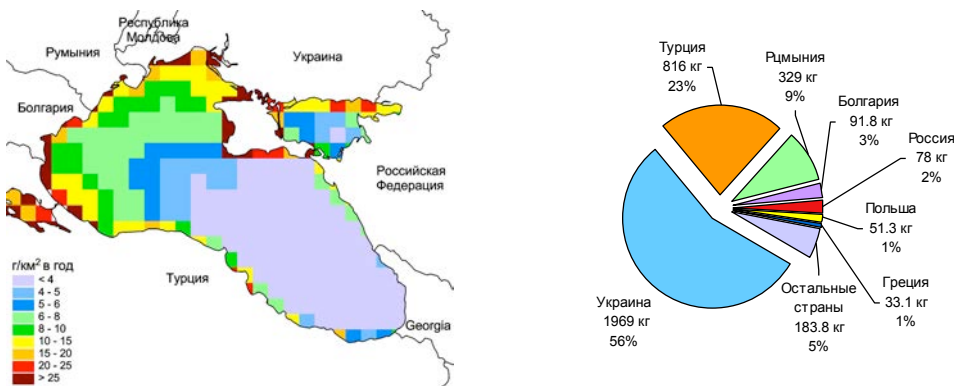 Республика
Молдова
Румыния
Украина
Болгария
Российская
Федерация
Турция
Georgia
г/км² в год
< 4
4 - 5
5 - 6
6 - 8
8 - 10
10 - 15
15 - 20
20 - 25
> 25
Турция
816 кг
23%
Рцмыния
329 кг
9%
Болгария
91.8 кг
3%
Россия
78 кг
2%
Польша
51.3 кг
1%
Греция
33.1 кг
1%
Остальные
страны
183.8 кг
5%
Украина
1969 кг
56%